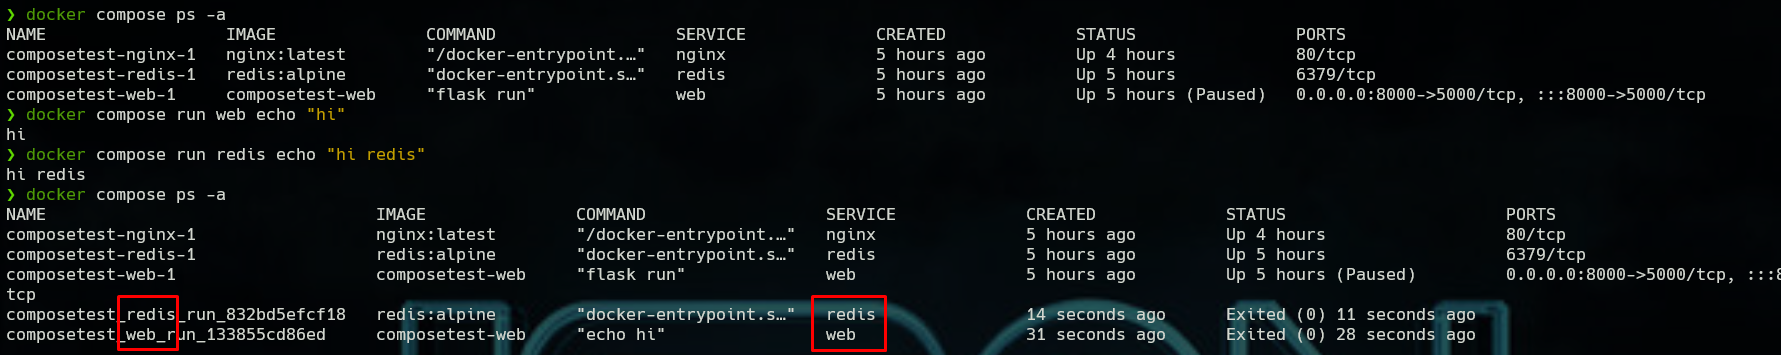 ❯ docker compose ps -a
NAME IMAGE COMMAND SERVICE CREATED STATUS PORTS
composetest-nginx-1 nginx:latest "/docker-entrypoint.…" nginx 5 hours ago Up 4 hours 80/tcp
composetest-redis-1 redis:alpine "docker-entrypoint.s…" redis 5 hours ago Up 5 hours 6379/tcp
composetest-web-1 composetest-web "flask run" web 5 hours ago Up 5 hours (Paused) 0.0.0.0:8000->5000/tcp, :::8000->5000/tcp
❯ docker compose run web echo "hi"
hi
❯ docker compose run redis echo "hi redis"
hi redis
❯ docker compose ps -a
NAME IMAGE COMMAND SERVICE CREATED STATUS PORTS
composetest-nginx-1 nginx:latest "/docker-entrypoint.…" nginx 5 hours ago Up 4 hours 80/tcp
composetest-redis-1 redis:alpine "docker-entrypoint.s…" redis 5 hours ago Up 5 hours 6379/tcp
composetest-web-1 composetest-web "flask run" web 5 hours ago Up 5 hours (Paused) 0.0.0.0:8000->5000/tcp, :::8
tcp
composetest_redis_run_832bd5efcf18 redis:alpine "docker-entrypoint.s…" redis 14 seconds ago Exited (0) 11 seconds ago
composetest_web_run_133855cd86ed composetest-web "echo hi" web 31 seconds ago Exited (0) 28 seconds ago